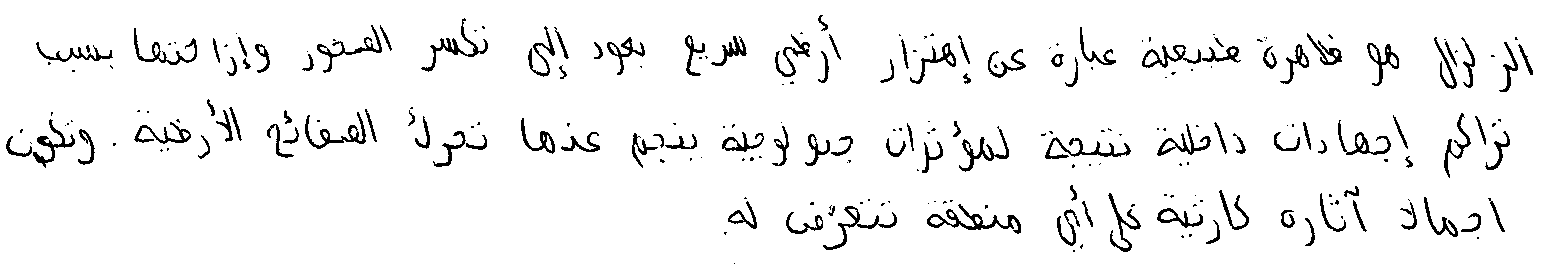 الزلزال هو ظاهرة طبيعية عبارة عن إهتزاز أرضي سريع يعود إلى تكسر الصخور وإزاحتها بسبب
تراكم إجهادات داخلية نتيجة لمؤثرات جيولوجية ينجم عنها تحرك الصفائح الأرضية. وتكون
اجمالا آثاره كارثية على أي منطقة تتعرض له